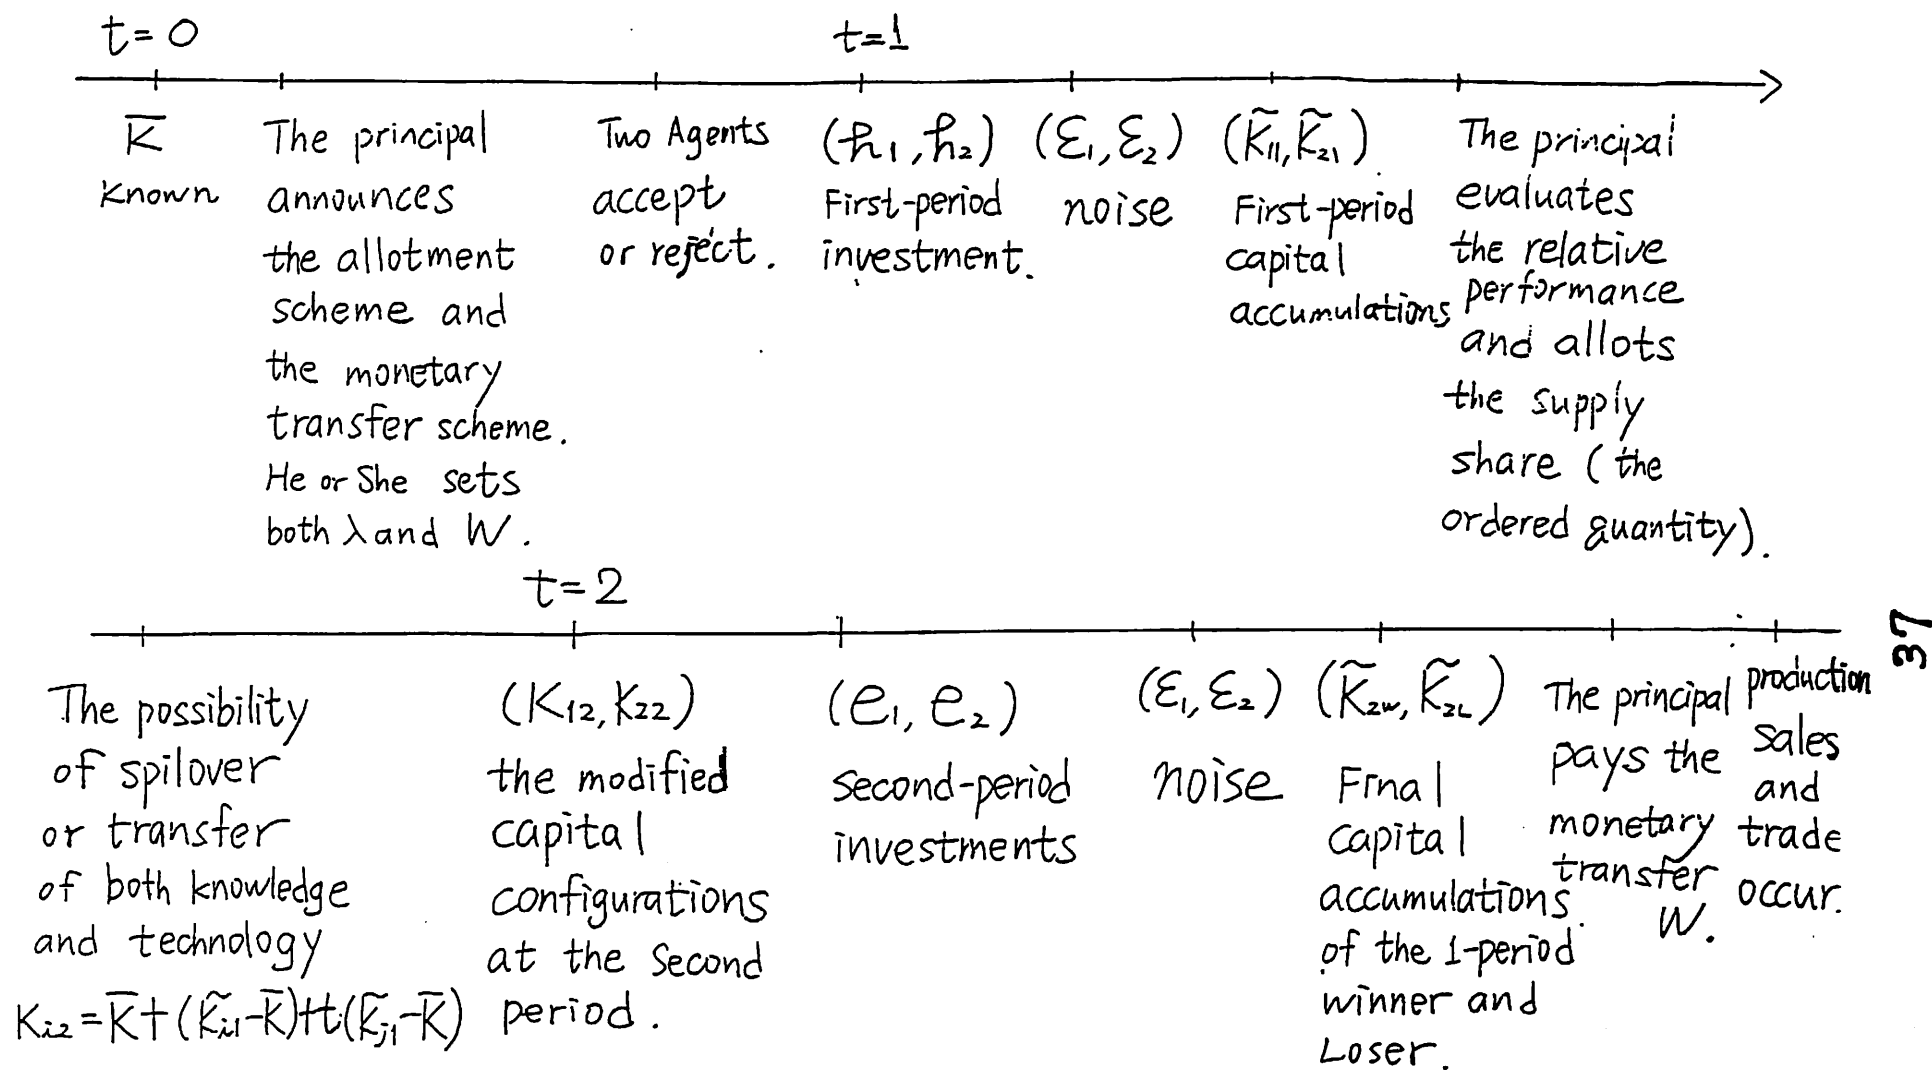 t=0
t=1
K̄
Known
The principal
announces
the allotment
scheme and
the monetary
transfer scheme.
He or She sets
both λ and W.
Two Agents
accept
or reject.
(h₁,h₂)
First-period
investment.
(ε₁,ε₂)
noise
(K̃₁₁,K̃₂₁)
First-period
capital
accumulations
The principal
evaluates
the relative
performance
and allots
the supply
share (the
ordered quantity).
t=2
The possibility
of spilover
or transfer
of both knowledge
and technology
Kᵢ₂=K̄+(K̃ᵢ₁-K̄)+t(K̃ⱼ₁-K̄)
(K₁₂,K₂₂)
the modified
capital
configurations
at the Second
period.
(e₁,e₂)
second-period
investments
(ε₁,ε₂)
noise
(K̃₂w,K̃₂L)
Final
capital
accumulations
of the 1-period
winner and
Loser.
The principal
pays the
monetary
transfer
W.
production
sales
and
trade
occur.
37